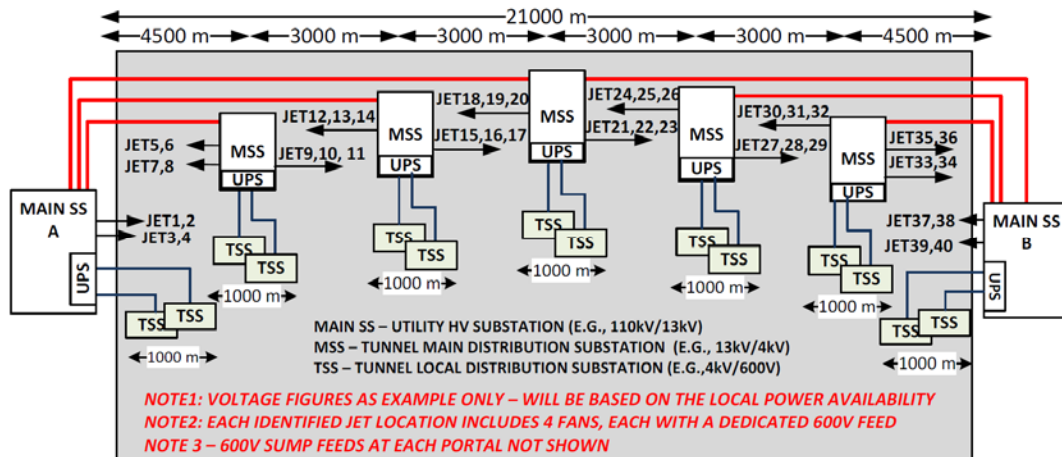 21000 m
4500 m 3000 m 3000 m 3000 m 3000 m 4500 m
JET18,19,20 JET24,25,26
JET12,13,14 MSS JET30,31,32
JET5,6 MSS JET15,16,17 JET21,22,23 MSS JET35,36
JET7,8 MSS JET9,10, 11 UPS JET27,28,29 MSS JET33,34
UPS UPS UPS UPS
MAIN SS
A
JET1,2
JET3,4
UPS
JET37,38
JET39,40
MAIN SS
B
UPS
TSS TSS TSS TSS TSS
TSS TSS TSS TSS TSS
1000 m 1000 m 1000 m 1000 m 1000 m
TSS TSS
TSS TSS
1000 m 1000 m
MAIN SS – UTILITY HV SUBSTATION (E.G., 110kV/13kV)
MSS – TUNNEL MAIN DISTRIBUTION SUBSTATION (E.G., 13kV/4kV)
TSS – TUNNEL LOCAL DISTRIBUTION SUBSTATION (E.G.,4kV/600V)
NOTE1: VOLTAGE FIGURES AS EXAMPLE ONLY – WILL BE BASED ON THE LOCAL POWER AVAILABILITY
NOTE2: EACH IDENTIFIED JET LOCATION INCLUDES 4 FANS, EACH WITH A DEDICATED 600V FEED
NOTE 3 – 600V SUMP FEEDS AT EACH PORTAL NOT SHOWN